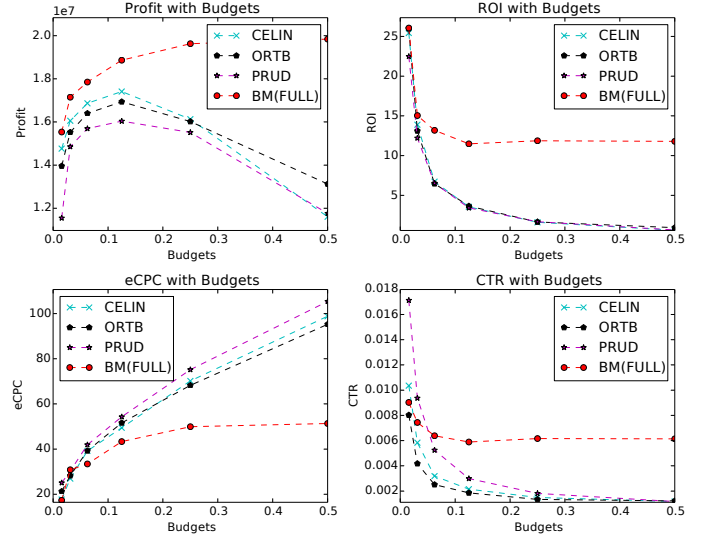 Profit with Budgets
1e7
2.0
1.8
1.6
1.4
1.2
Profit
0.0 0.1 0.2 0.3 0.4 0.5
Budgets
CELIN
ORTB
PRUD
BM(FULL)
ROI with Budgets
25
20
15
10
5
ROI
0.0 0.1 0.2 0.3 0.4 0.5
Budgets
CELIN
ORTB
PRUD
BM(FULL)
eCPC with Budgets
100
80
60
40
20
eCPC
0.0 0.1 0.2 0.3 0.4 0.5
Budgets
CELIN
ORTB
PRUD
BM(FULL)
CTR with Budgets
0.018
0.016
0.014
0.012
0.010
0.008
0.006
0.004
0.002
CTR
0.0 0.1 0.2 0.3 0.4 0.5
Budgets
CELIN
ORTB
PRUD
BM(FULL)